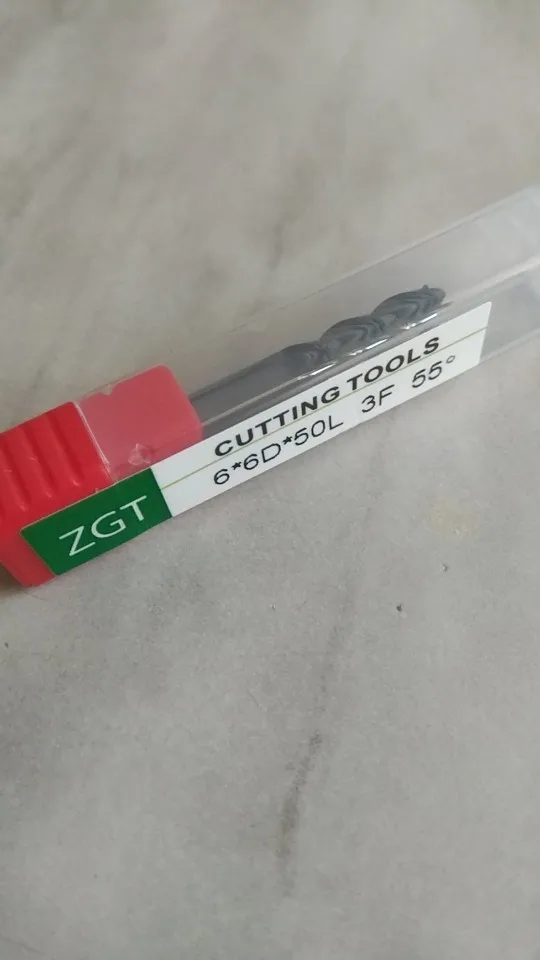 ZGT
CUTTING TOOLS
6*6D*50L 3F 55°